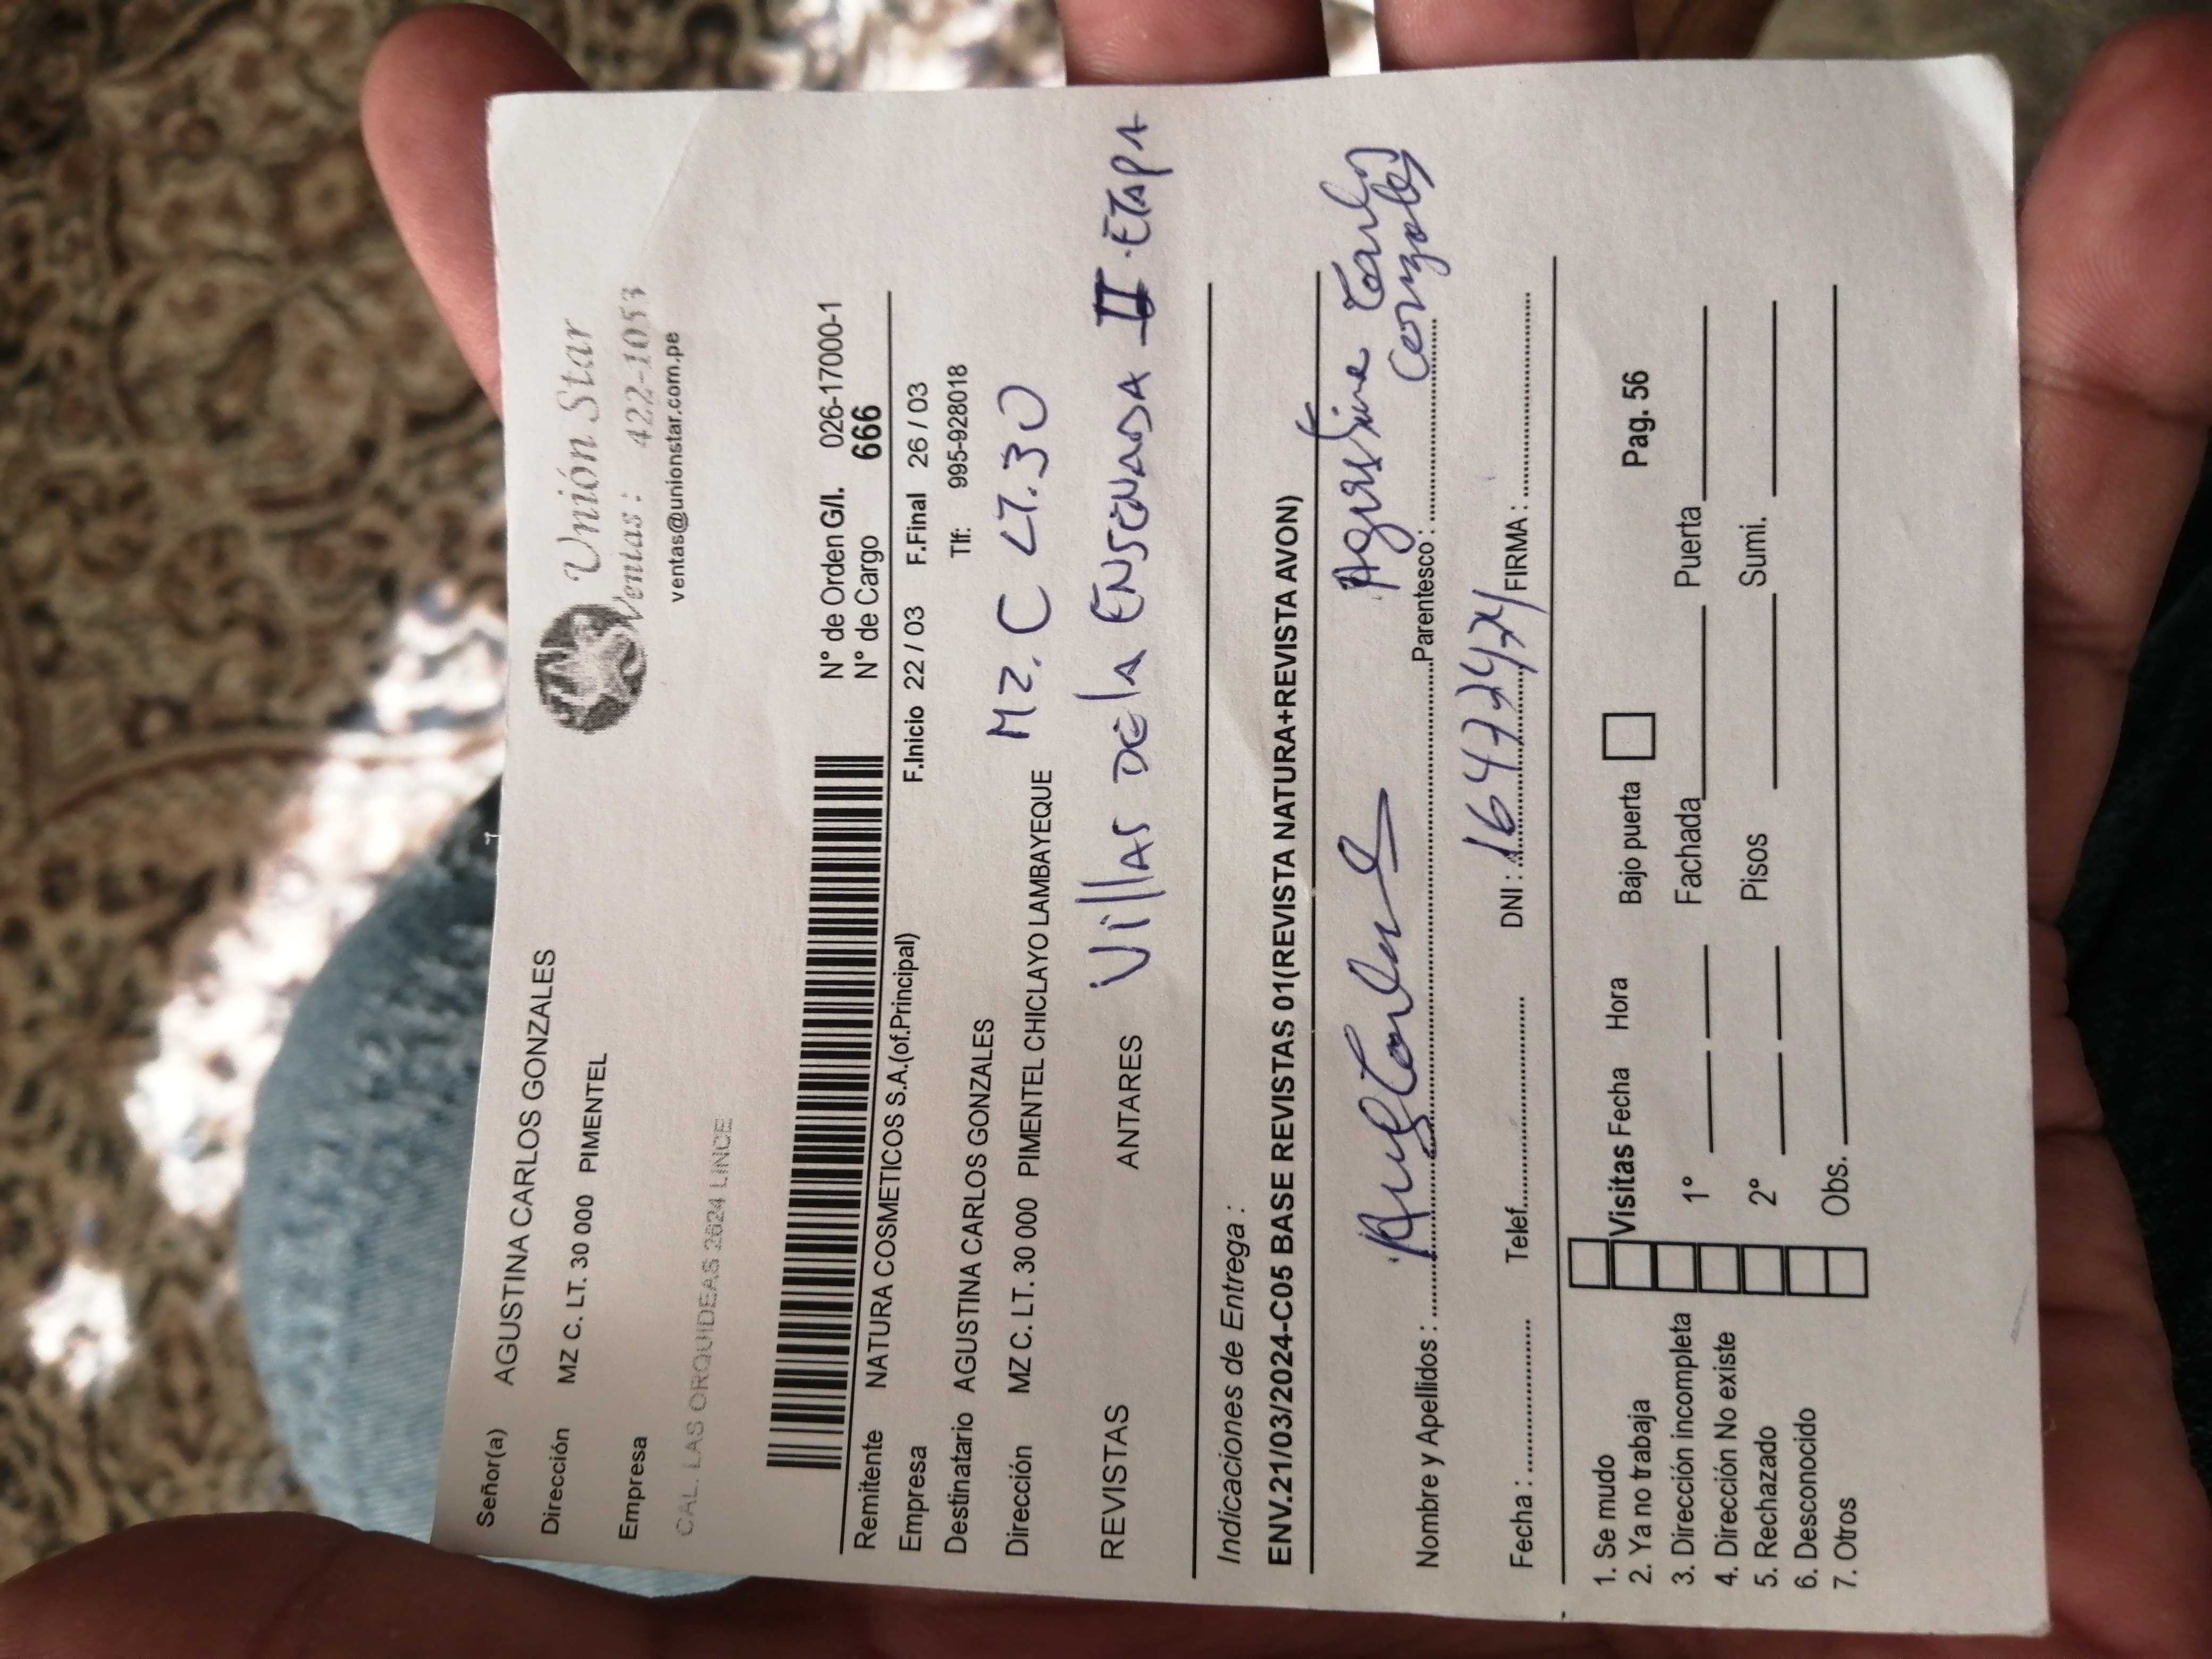 Señor(a) AGUSTINA CARLOS GONZALES
Dirección MZ C. LT. 30 000 PIMENTEL
Empresa
CAL. LAS ORQUIDEAS 2624 LINCE
Unión Star
Ventas : 422-1053
ventas@unionstar.com.pe
N° de Orden G/I. 026-17000-1
N° de Cargo 666
Remitente NATURA COSMETICOS S.A.(of.Principal)
Empresa F.Inicio 22 / 03 F.Final 26 / 03
Destinatario AGUSTINA CARLOS GONZALES Tlf: 995-928018
Dirección MZ C. LT. 30 000 PIMENTEL CHICLAYO LAMBAYEQUE MZ. C LT. 30
REVISTAS ANTARES Villas DE la ENSENADA II · ETAPA
Indicaciones de Entrega :
ENV.21/03/2024-C05 BASE REVISTAS 01(REVISTA NATURA+REVISTA AVON)
Agustina Carlos
Nombre y Apellidos : Parentesco : Gonzales
Fecha : Telef. DNI : FIRMA :
1. Se mudo
2. Ya no trabaja Visitas Fecha Hora Bajo puerta Pag. 56
3. Dirección incompleta 1° Fachada Puerta
4. Dirección No existe
5. Rechazado 2° Pisos Sumi.
6. Desconocido
7. Otros Obs.